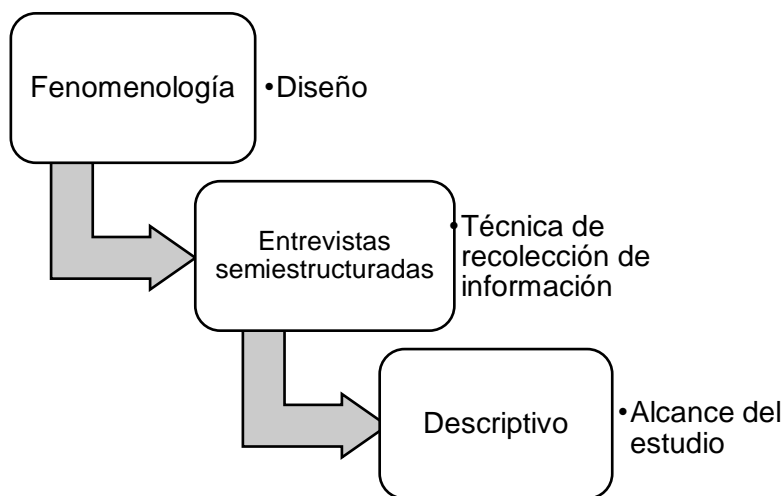 Fenomenología
•Diseño
Entrevistas
semiestructuradas
•Técnica de
recolección de
información
Descriptivo
•Alcance del
estudio